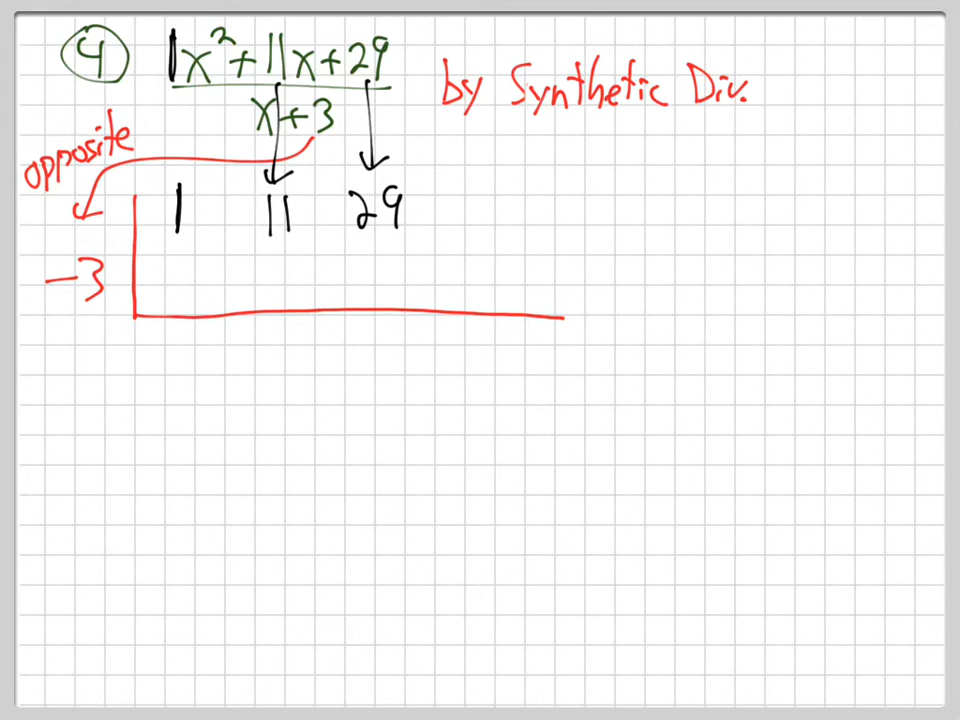 ④ 1x²+11x+29 by Synthetic Div.
x+3
opposite
1 11 29
-3